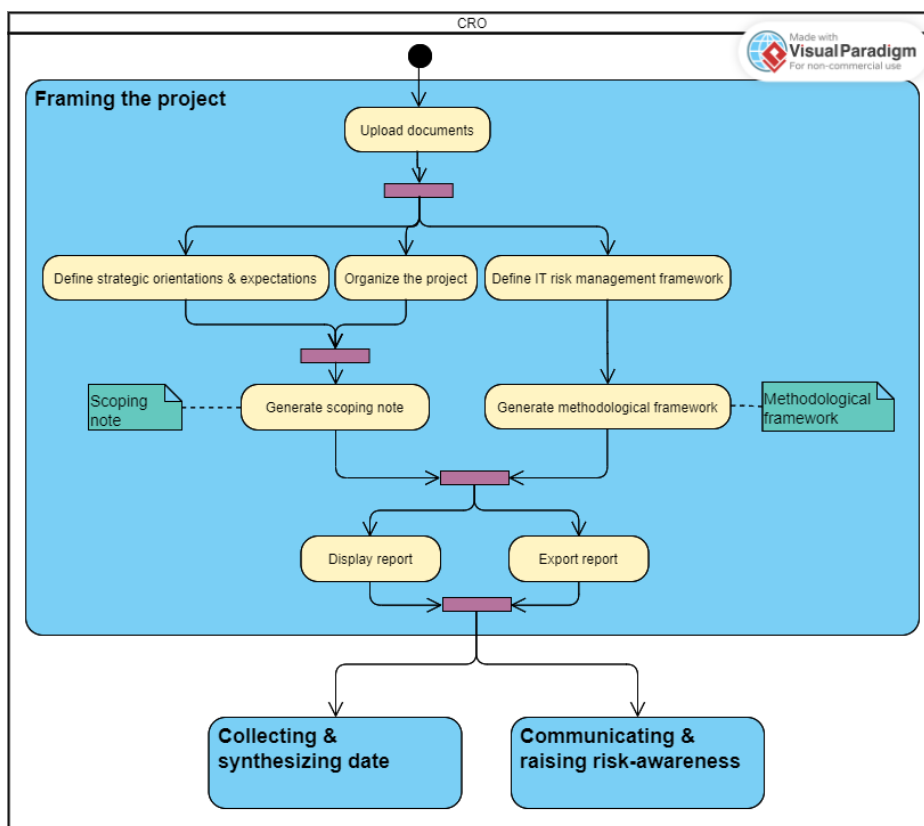 CRO
Made with
Visual Paradigm
For non-commercial use
Framing the project
Upload documents
Define strategic orientations & expectations
Organize the project
Define IT risk management framework
Scoping
note
Generate scoping note
Generate methodological framework
Methodological
framework
Display report
Export report
Collecting &
synthesizing date
Communicating &
raising risk-awareness